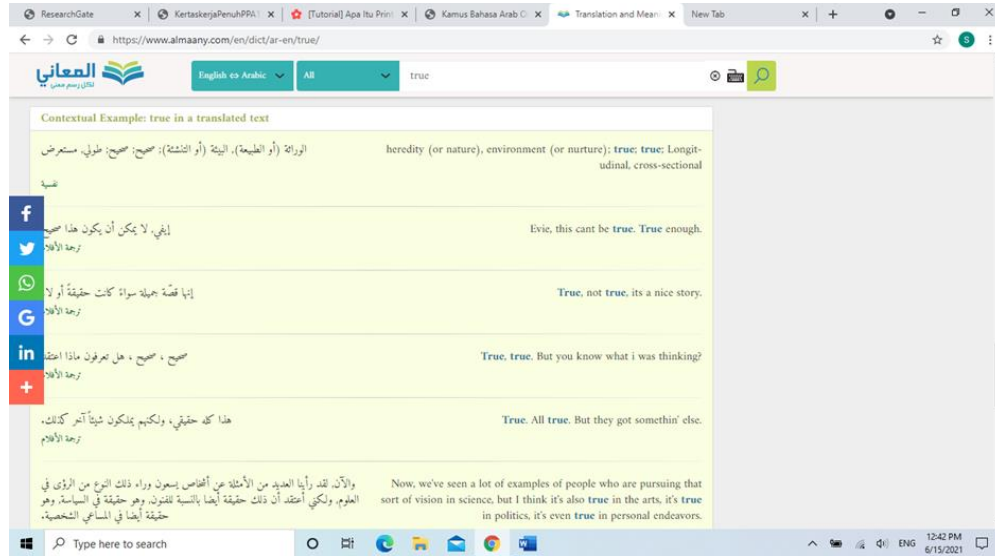 ResearchGate
KertaskerjaPenuhPPA
[Tutorial] Apa Itu Prin
Kamus Bahasa Arab O
Translation and Mean
New Tab
https://www.almaany.com/en/dict/ar-en/true/
المعاني
لكل رسم معنى
English ⇔ Arabic
All
true
Contextual Example: true in a translated text
الوراثة (أو الطبيعة)، البيئة (أو التنشئة); صحيح; صحيح; طولي، مستعرض
نفسية
heredity (or nature), environment (or nurture); true; true; Longit-
udinal, cross-sectional
إيفي، لا يمكن أن يكون هذا صحيح
ترجمة الأفلا
Evie, this cant be true. True enough.
إنها قصّة جميلة سواءً كانت حقيقةً أو لا
ترجمة الأفلا
True, not true, its a nice story.
صحيح ، صحيح ، هل تعرفون ماذا اعتقد
ترجمة الأفلا
True, true. But you know what i was thinking?
هذا كله حقيقي، ولكنهم يملكون شيئاً آخر كذلك.
ترجمة الأفلام
True. All true. But they got somethin' else.
والآن، لقد رأينا العديد من الأمثلة عن أشخاص يسعون وراء ذلك النوع من الرؤى في
العلوم، ولكني أعتقد أن ذلك حقيقة أيضا بالنسبة للفنون، وهو حقيقة في السياسة، وهو
حقيقة أيضا في المساعي الشخصية.
Now, we've seen a lot of examples of people who are pursuing that
sort of vision in science, but I think it's also true in the arts, it's true
in politics, it's even true in personal endeavors.
f
G
in
Type here to search
ENG
12:42 PM
6/15/2021
S